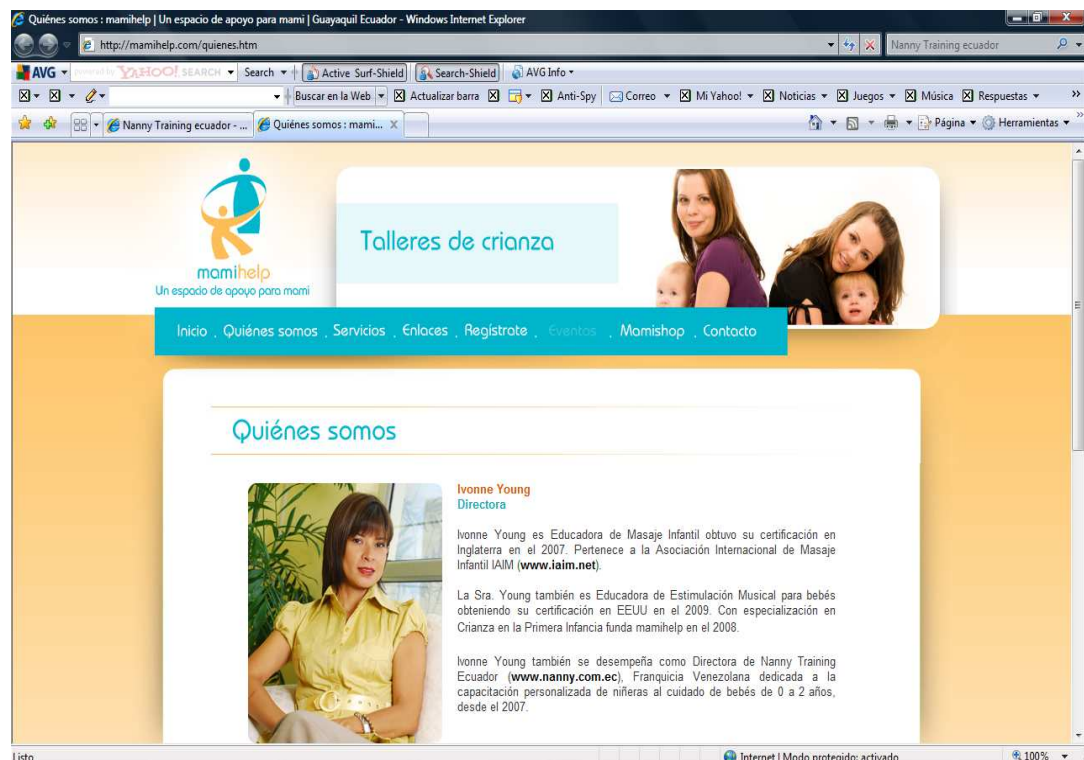 Quiénes somos : mamihelp | Un espacio de apoyo para mami | Guayaquil Ecuador - Windows Internet Explorer
http://mamihelp.com/quienes.htm
Nanny Training ecuador
AVG
powered by YAHOO! SEARCH
Search
Active Surf-Shield
Search-Shield
AVG Info
Buscar en la Web
Actualizar barra
Anti-Spy
Correo
Mi Yahoo!
Noticias
Juegos
Música
Respuestas
Nanny Training ecuador - ...
Quiénes somos : mami...
Página
Herramientas
mamihelp
Un espacio de apoyo para mami
Talleres de crianza
Inicio . Quiénes somos . Servicios . Enlaces . Regístrate . Eventos . Mamishop . Contacto
Quiénes somos
Ivonne Young
Directora
Ivonne Young es Educadora de Masaje Infantil obtuvo su certificación en
Inglaterra en el 2007. Pertenece a la Asociación Internacional de Masaje
Infantil IAIM (www.iaim.net).
La Sra. Young también es Educadora de Estimulación Musical para bebés
obteniendo su certificación en EEUU en el 2009. Con especialización en
Crianza en la Primera Infancia funda mamihelp en el 2008.
Ivonne Young también se desempeña como Directora de Nanny Training
Ecuador (www.nanny.com.ec), Franquicia Venezolana dedicada a la
capacitación personalizada de niñeras al cuidado de bebés de 0 a 2 años,
desde el 2007.
Listo
Internet | Modo protegido: activado
100%